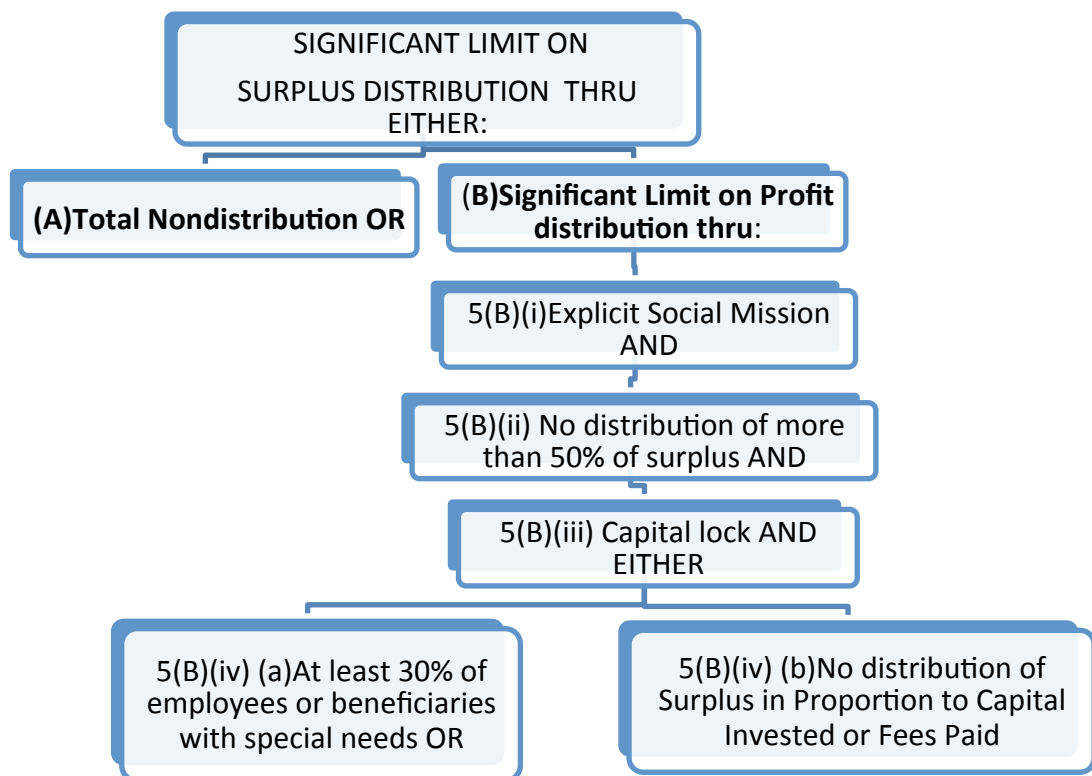 SIGNIFICANT LIMIT ON
SURPLUS DISTRIBUTION THRU
EITHER:
(A)Total Nondistribution OR
(B)Significant Limit on Profit
distribution thru:
5(B)(i)Explicit Social Mission
AND
5(B)(ii) No distribution of more
than 50% of surplus AND
5(B)(iii) Capital lock AND
EITHER
5(B)(iv) (a)At least 30% of
employees or beneficiaries
with special needs OR
5(B)(iv) (b)No distribution of
Surplus in Proportion to Capital
Invested or Fees Paid